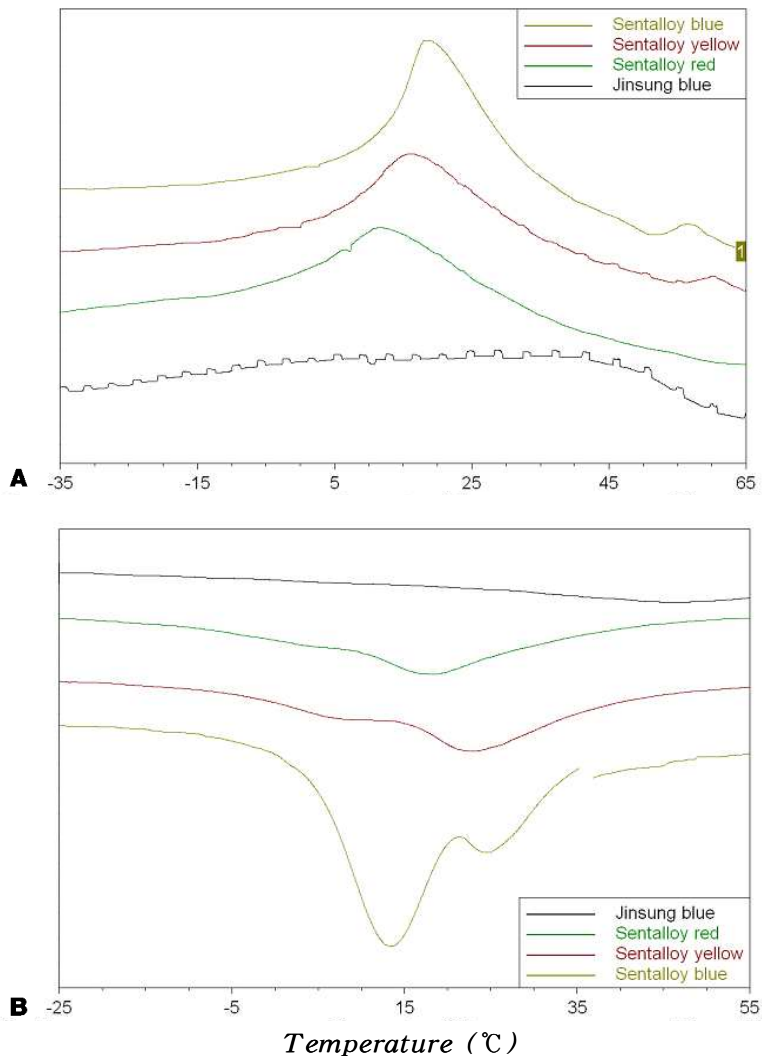 Sentalloy blue
Sentalloy yellow
Sentalloy red
Jinsung blue
1
A
-35 -15 5 25 45 65
Jinsung blue
Sentalloy red
Sentalloy yellow
Sentalloy blue
B
-25 -5 15 35 55
Temperature (℃)